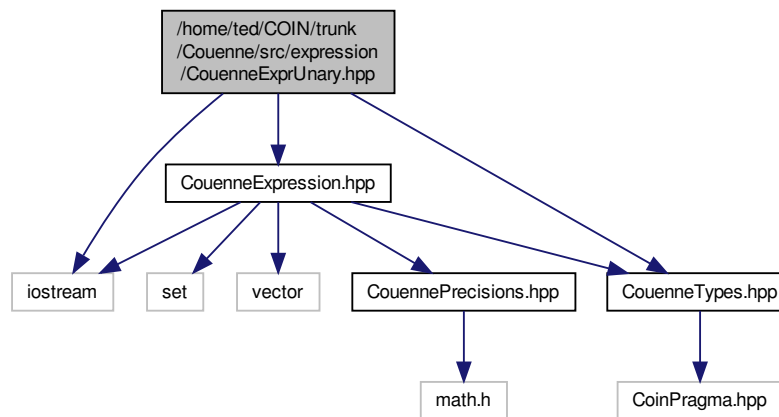 /home/ted/COIN/trunk
/Couenne/src/expression
/CouenneExprUnary.hpp
CouenneExpression.hpp
iostream
set
vector
CouennePrecisions.hpp
CouenneTypes.hpp
math.h
CoinPragma.hpp